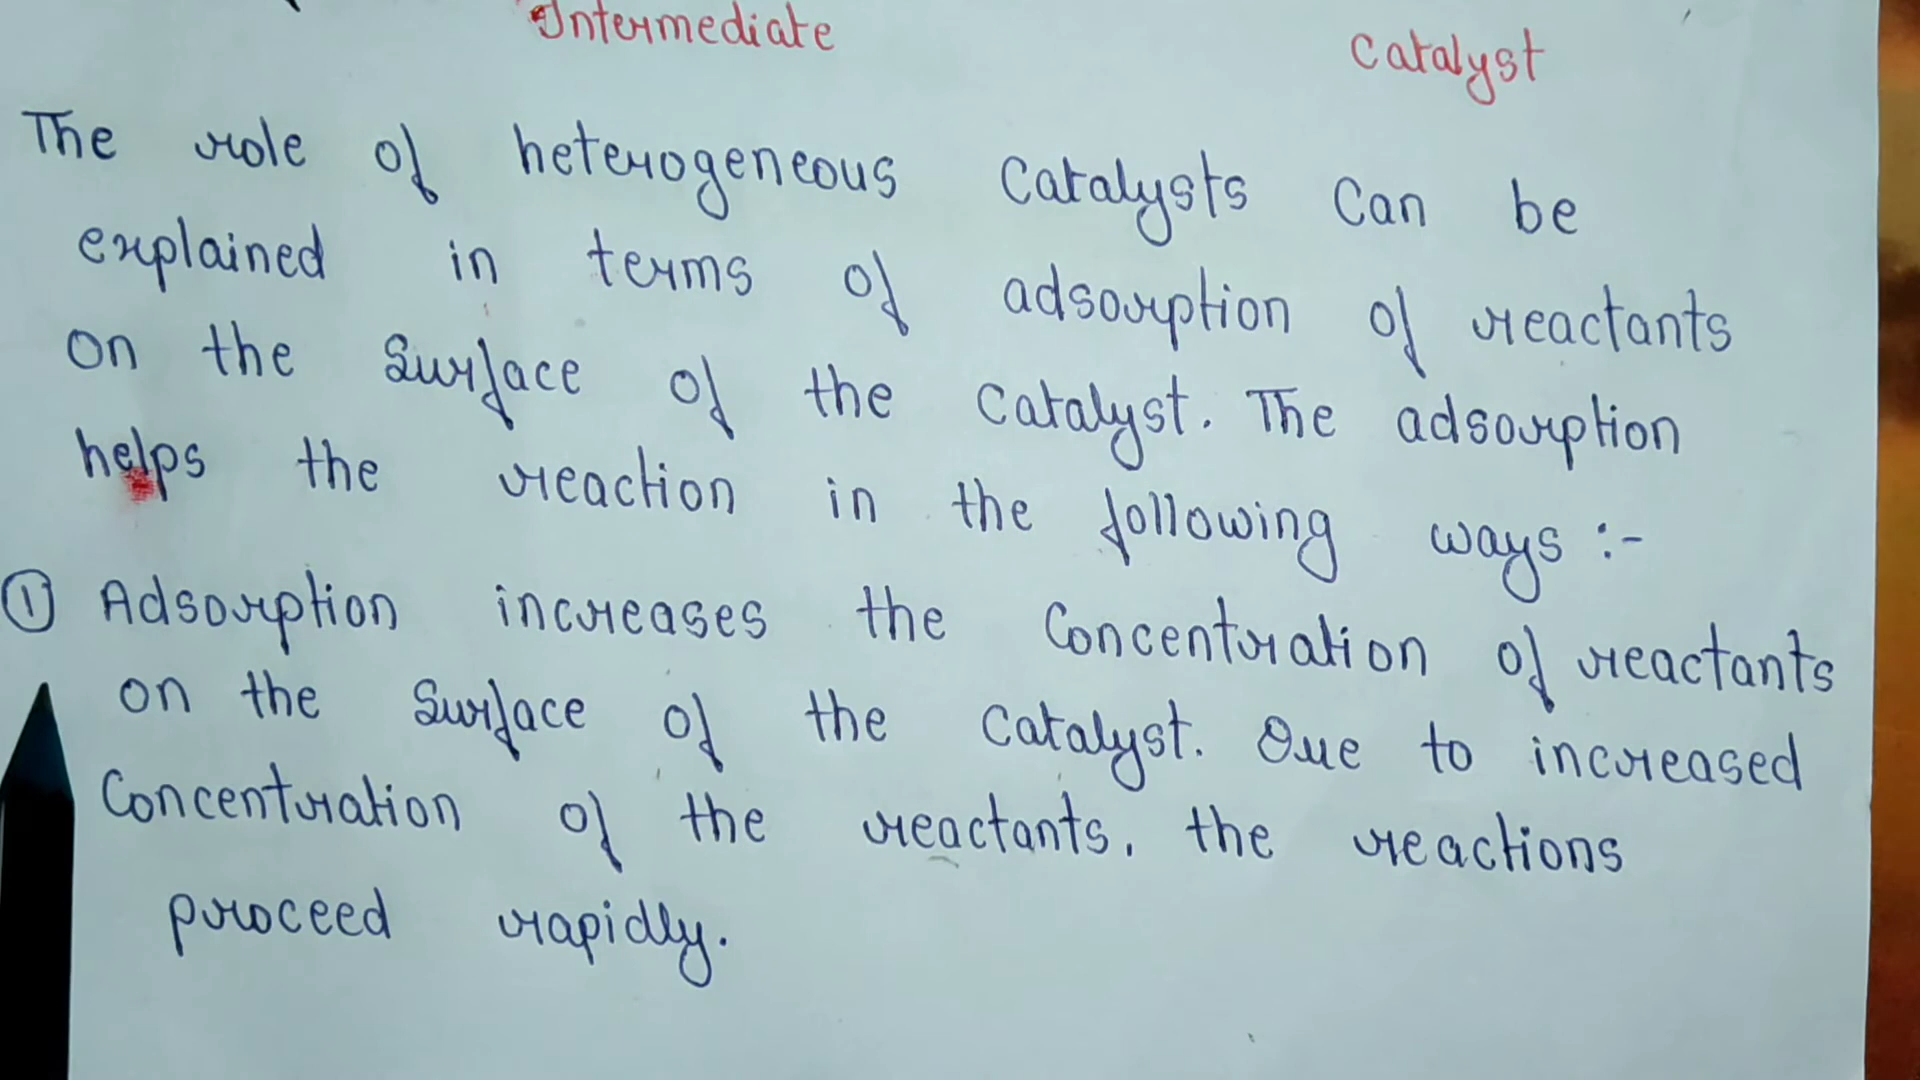 Intermediate Catalyst
The role of heterogeneous Catalysts Can be
explained in terms of adsorption of reactants
on the Surface of the Catalyst. The adsorption
helps the reaction in the following ways :-
① Adsorption increases the Concentration of reactants
on the Surface of the Catalyst. Due to increased
Concentration of the reactants, the reactions
proceed rapidly.